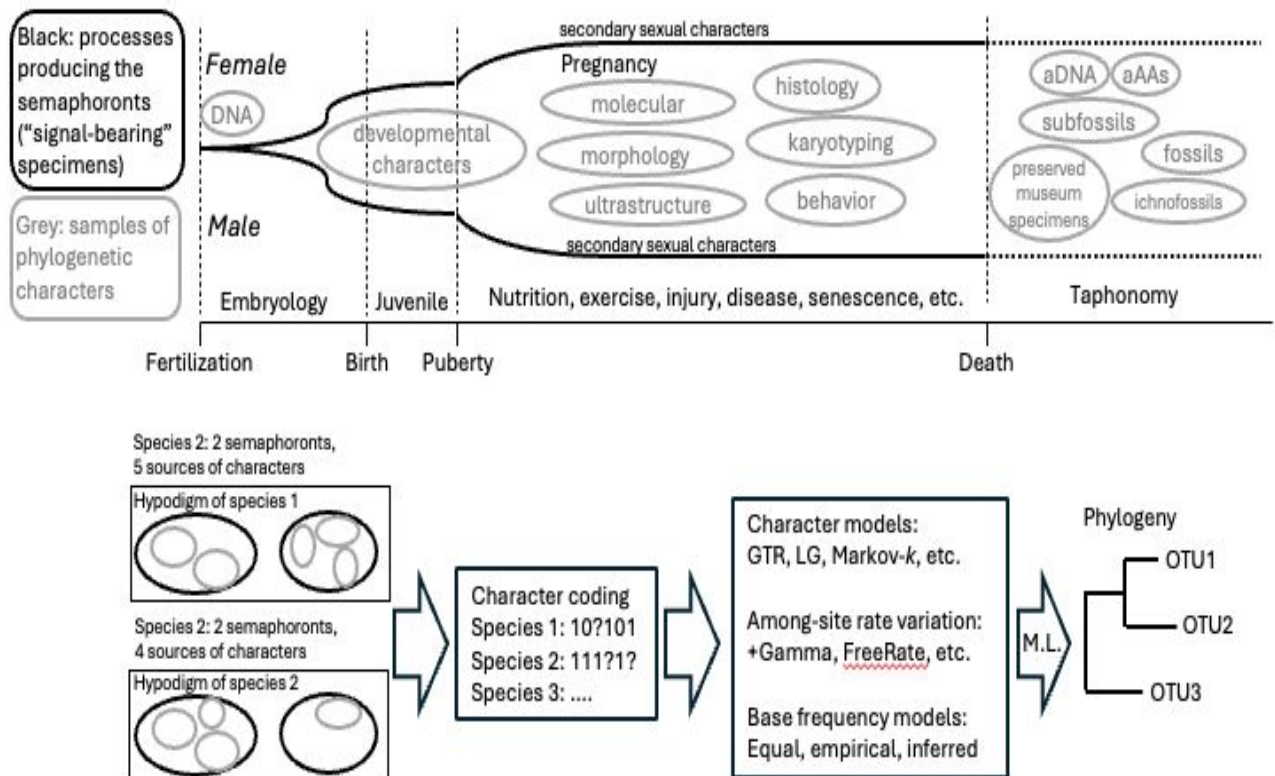 Black: processes
producing the
semaphoronts
("signal-bearing"
specimens)
Grey: samples of
phylogenetic
characters
Female
DNA
Male
developmental
characters
secondary sexual characters
Pregnancy
molecular
histology
morphology
karyotyping
ultrastructure
behavior
secondary sexual characters
aDNA
aAAs
subfossils
fossils
preserved
museum
specimens
ichnofossils
Embryology
Juvenile
Nutrition, exercise, injury, disease, senescence, etc.
Taphonomy
Fertilization
Birth
Puberty
Death
Species 2: 2 semaphoronts,
5 sources of characters
Hypodigm of species 1
Species 2: 2 semaphoronts,
4 sources of characters
Hypodigm of species 2
Character coding
Species 1: 10?101
Species 2: 111?1?
Species 3: ....
Character models:
GTR, LG, Markov-k, etc.
Among-site rate variation:
+Gamma, FreeRate, etc.
Base frequency models:
Equal, empirical, inferred
M.L.
Phylogeny
OTU1
OTU2
OTU3